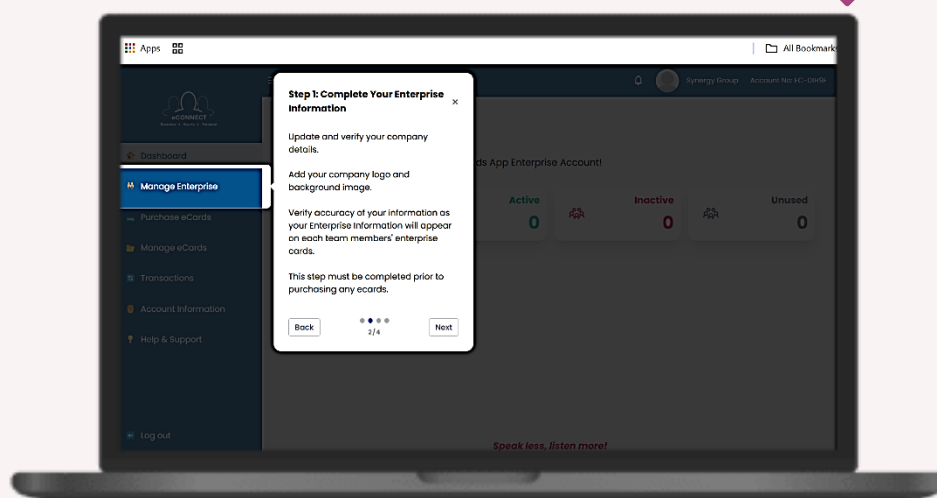 Apps
All Bookmark
eCONNECT
Synergy Group Account No: EC-
Step 1: Complete Your Enterprise
Information
×
Update and verify your company
details.
Add your company logo and
background image.
Verify accuracy of your information as
your Enterprise Information will appear
on each team members' enterprise
cards.
This step must be completed prior to
purchasing any ecards.
Back
2/4
Next
Dashboard
Manage Enterprise
Purchase eCards
Manage eCards
Transactions
Account Information
Help & Support
Log out
ds App Enterprise Account!
Active
0
Inactive
0
Unused
0
Speak less, listen more!